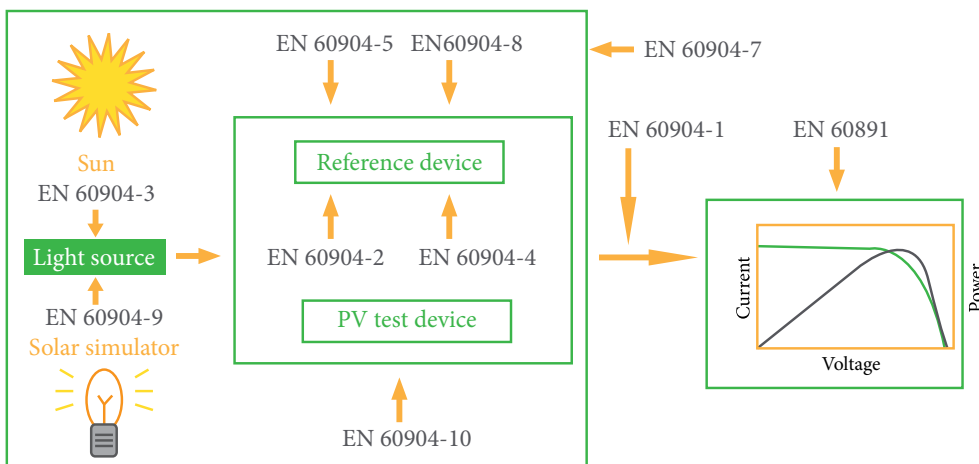 EN 60904-5
EN60904-8
EN 60904-7
EN 60904-1
EN 60891
Sun
EN 60904-3
Light source
EN 60904-9
Solar simulator
Reference device
EN 60904-2
EN 60904-4
PV test device
EN 60904-10
Current
Power
Voltage